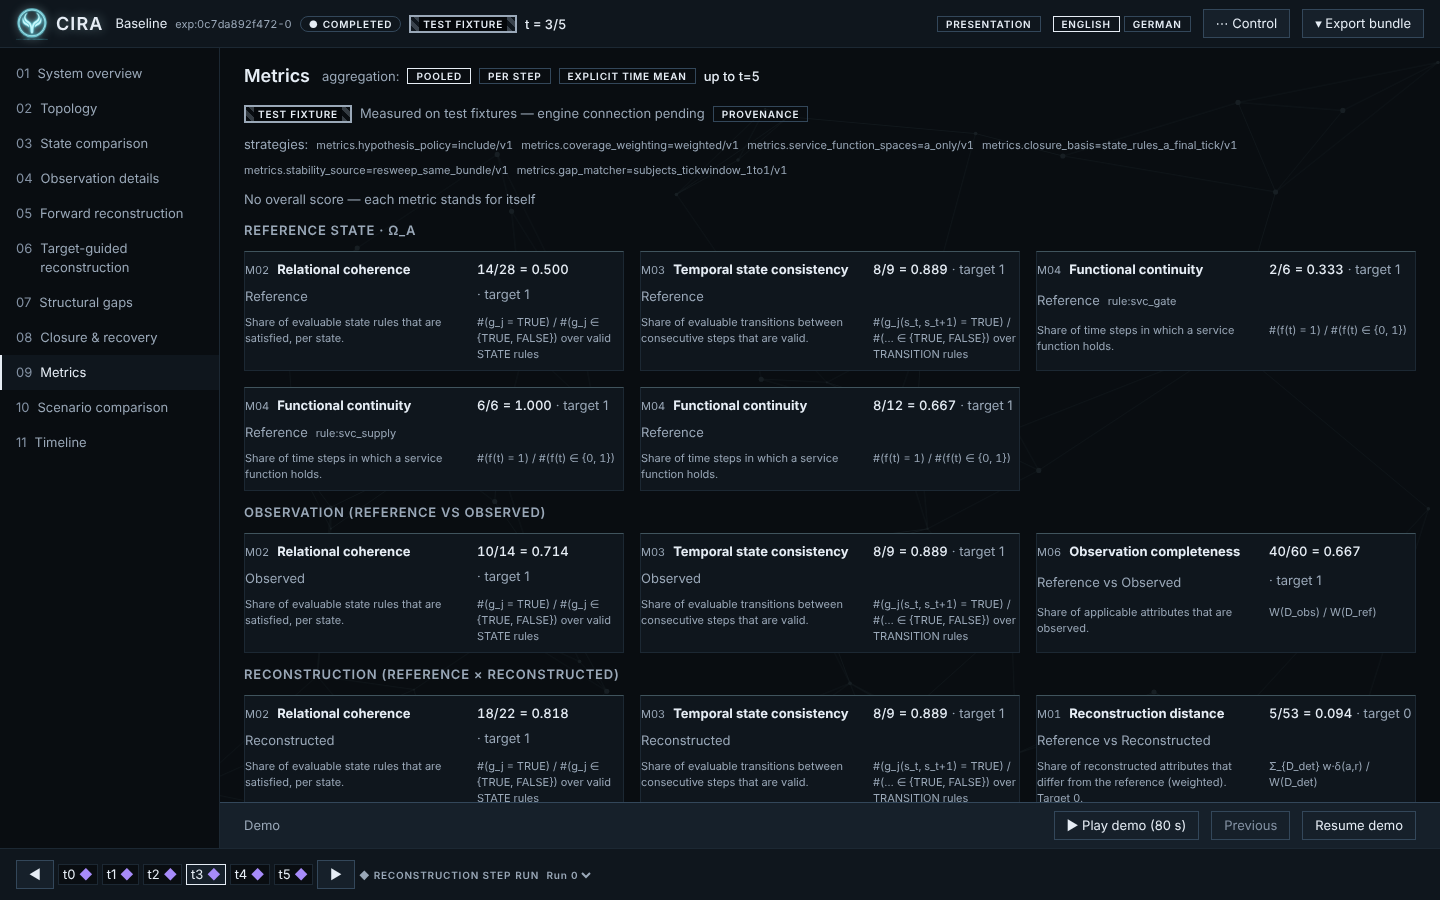 CIRA Baseline exp:0c7da892f472-0 ● COMPLETED TEST FIXTURE t = 3/5 PRESENTATION ENGLISH GERMAN ··· Control ▾ Export bundle
01 System overview
02 Topology
03 State comparison
04 Observation details
05 Forward reconstruction
06 Target-guided
reconstruction
07 Structural gaps
08 Closure & recovery
09 Metrics
10 Scenario comparison
11 Timeline
Metrics aggregation: POOLED PER STEP EXPLICIT TIME MEAN up to t=5
TEST FIXTURE Measured on test fixtures — engine connection pending PROVENANCE
strategies: metrics.hypothesis_policy=include/v1 metrics.coverage_weighting=weighted/v1 metrics.service_function_spaces=a_only/v1 metrics.closure_basis=state_rules_a_final_tick/v1
metrics.stability_source=resweep_same_bundle/v1 metrics.gap_matcher=subjects_tickwindow_1to1/v1
No overall score — each metric stands for itself
REFERENCE STATE · Ω_A
M02 Relational coherence 14/28 = 0.500
· target 1
Reference
Share of evaluable state rules that are
satisfied, per state.
#(g_j = TRUE) / #(g_j ∈
{TRUE, FALSE}) over valid
STATE rules
M03 Temporal state consistency 8/9 = 0.889 · target 1
Reference
Share of evaluable transitions between
consecutive steps that are valid.
#(g_j(s_t, s_t+1) = TRUE) /
#(... ∈ {TRUE, FALSE}) over
TRANSITION rules
M04 Functional continuity 2/6 = 0.333 · target 1
Reference rule:svc_gate
Share of time steps in which a service
function holds.
#(f(t) = 1) / #(f(t) ∈ {0, 1})
M04 Functional continuity 6/6 = 1.000 · target 1
Reference rule:svc_supply
Share of time steps in which a service
function holds.
#(f(t) = 1) / #(f(t) ∈ {0, 1})
M04 Functional continuity 8/12 = 0.667 · target 1
Reference
Share of time steps in which a service
function holds.
#(f(t) = 1) / #(f(t) ∈ {0, 1})
OBSERVATION (REFERENCE VS OBSERVED)
M02 Relational coherence 10/14 = 0.714
· target 1
Observed
Share of evaluable state rules that are
satisfied, per state.
#(g_j = TRUE) / #(g_j ∈
{TRUE, FALSE}) over valid
STATE rules
M03 Temporal state consistency 8/9 = 0.889 · target 1
Observed
Share of evaluable transitions between
consecutive steps that are valid.
#(g_j(s_t, s_t+1) = TRUE) /
#(... ∈ {TRUE, FALSE}) over
TRANSITION rules
M06 Observation completeness 40/60 = 0.667
· target 1
Reference vs Observed
Share of applicable attributes that are
observed.
W(D_obs) / W(D_ref)
RECONSTRUCTION (REFERENCE × RECONSTRUCTED)
M02 Relational coherence 18/22 = 0.818
· target 1
Reconstructed
Share of evaluable state rules that are
satisfied, per state.
#(g_j = TRUE) / #(g_j ∈
{TRUE, FALSE}) over valid
STATE rules
M03 Temporal state consistency 8/9 = 0.889 · target 1
Reconstructed
Share of evaluable transitions between
consecutive steps that are valid.
#(g_j(s_t, s_t+1) = TRUE) /
#(... ∈ {TRUE, FALSE}) over
TRANSITION rules
M01 Reconstruction distance 5/53 = 0.094 · target 0
Reference vs Reconstructed
Share of reconstructed attributes that
differ from the reference (weighted).
Target 0.
Σ_{D_det} w·δ(a,r) /
W(D_det)
Demo ▶ Play demo (80 s) Previous Resume demo
◀ t0 ◆ t1 ◆ t2 ◆ t3 ◆ t4 ◆ t5 ◆ ▶ ◆ RECONSTRUCTION STEP RUN Run 0